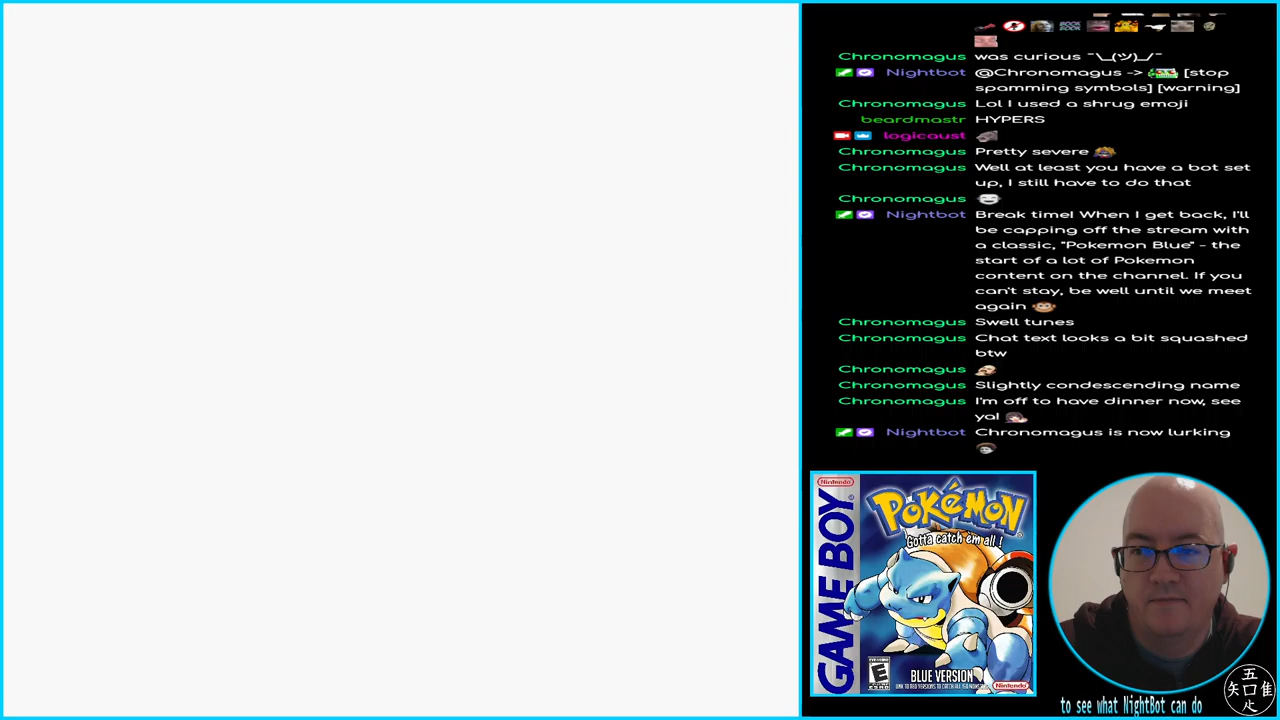 Chronomagus was curious ¯\_(ツ)_/¯
Nightbot @Chronomagus -> [stop
spamming symbols] [warning]
Chronomagus Lol I used a shrug emoji
beardmastr HYPERS
logicaust
Chronomagus Pretty severe
Chronomagus Well at least you have a bot set
up, I still have to do that
Chronomagus
Nightbot Break time! When I get back, I'll
be capping off the stream with
a classic, "Pokemon Blue" - the
start of a lot of Pokemon
content on the channel. If you
can't stay, be well until we meet
again
Chronomagus Swell tunes
Chronomagus Chat text looks a bit squashed
btw
Chronomagus
Chronomagus Slightly condescending name
Chronomagus I'm off to have dinner now, see
ya!
Nightbot Chronomagus is now lurking
Nintendo
GAME BOY
POKéMON
Gotta catch 'em all!
E
BLUE VERSION
Nintendo
to see what NightBot can do
五
矢口隹
止